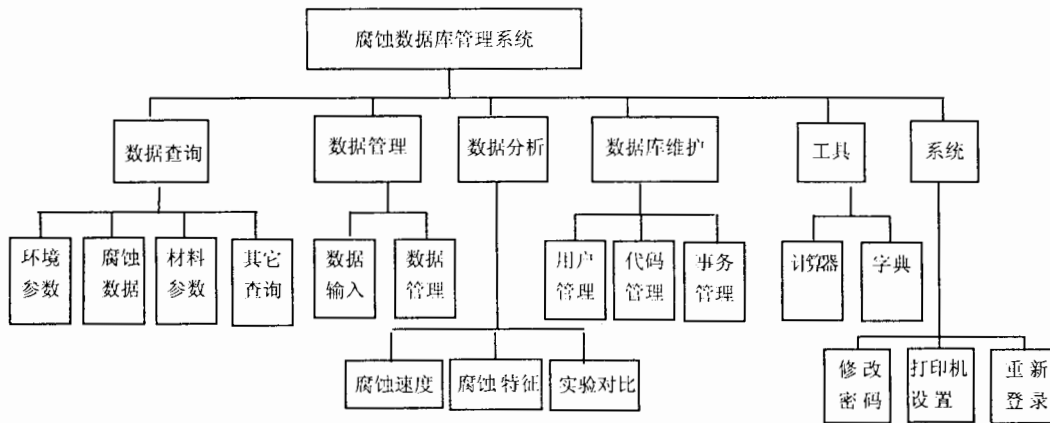 腐蚀数据库管理系统
数据查询
数据管理
数据分析
数据库维护
工具
系统
环境
参数
腐蚀
数据
材料
参数
其它
查询
数据
输入
数据
管理
用户
管理
代码
管理
事务
管理
计算器
字典
腐蚀速度
腐蚀特征
实验对比
修改
密码
打印机
设置
重新
登录